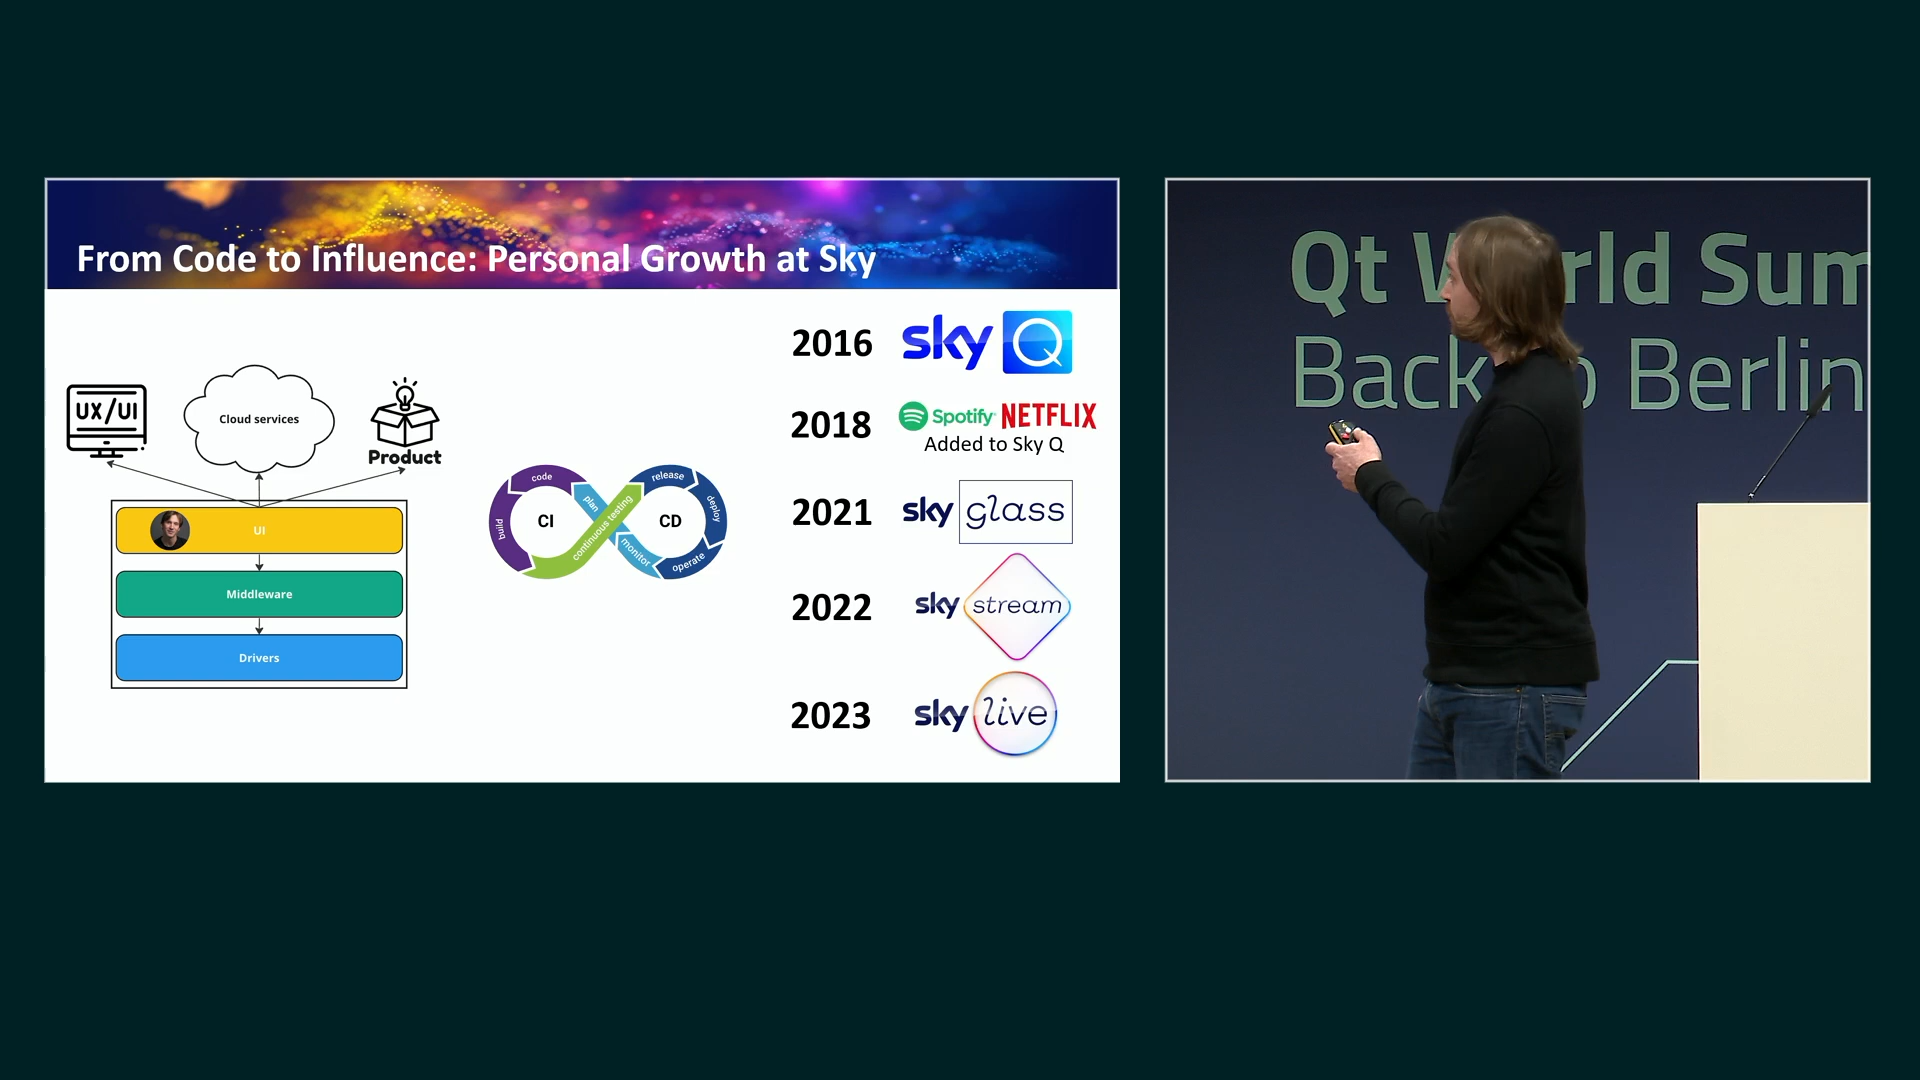 From Code to Influence: Personal Growth at Sky
UX/UI
Cloud services
Product
UI
Middleware
Drivers
CI
CD
code
build
plan
continuous testing
monitor
release
deploy
operate
2016 sky Q
2018 Spotify NETFLIX
Added to Sky Q
2021 sky glass
2022 sky stream
2023 sky live
Qt World Sum
Back to Berlin